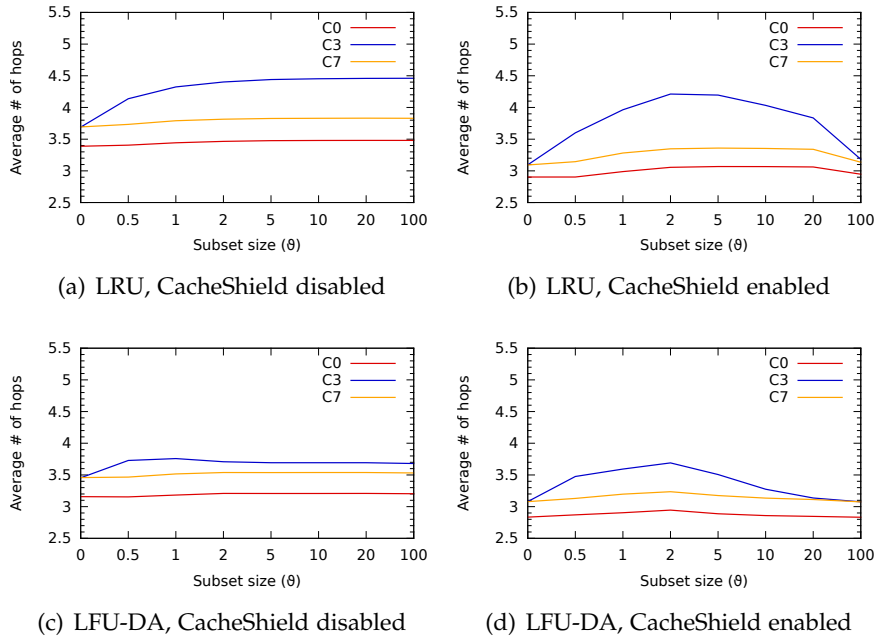 Average # of hops
5.5
5
4.5
4
3.5
3
2.5
C0
C3
C7
0 0.5 1 2 5 10 20 100
Subset size (ϑ)
(a) LRU, CacheShield disabled
Average # of hops
5.5
5
4.5
4
3.5
3
2.5
C0
C3
C7
0 0.5 1 2 5 10 20 100
Subset size (ϑ)
(b) LRU, CacheShield enabled
Average # of hops
5.5
5
4.5
4
3.5
3
2.5
C0
C3
C7
0 0.5 1 2 5 10 20 100
Subset size (ϑ)
(c) LFU-DA, CacheShield disabled
Average # of hops
5.5
5
4.5
4
3.5
3
2.5
C0
C3
C7
0 0.5 1 2 5 10 20 100
Subset size (ϑ)
(d) LFU-DA, CacheShield enabled